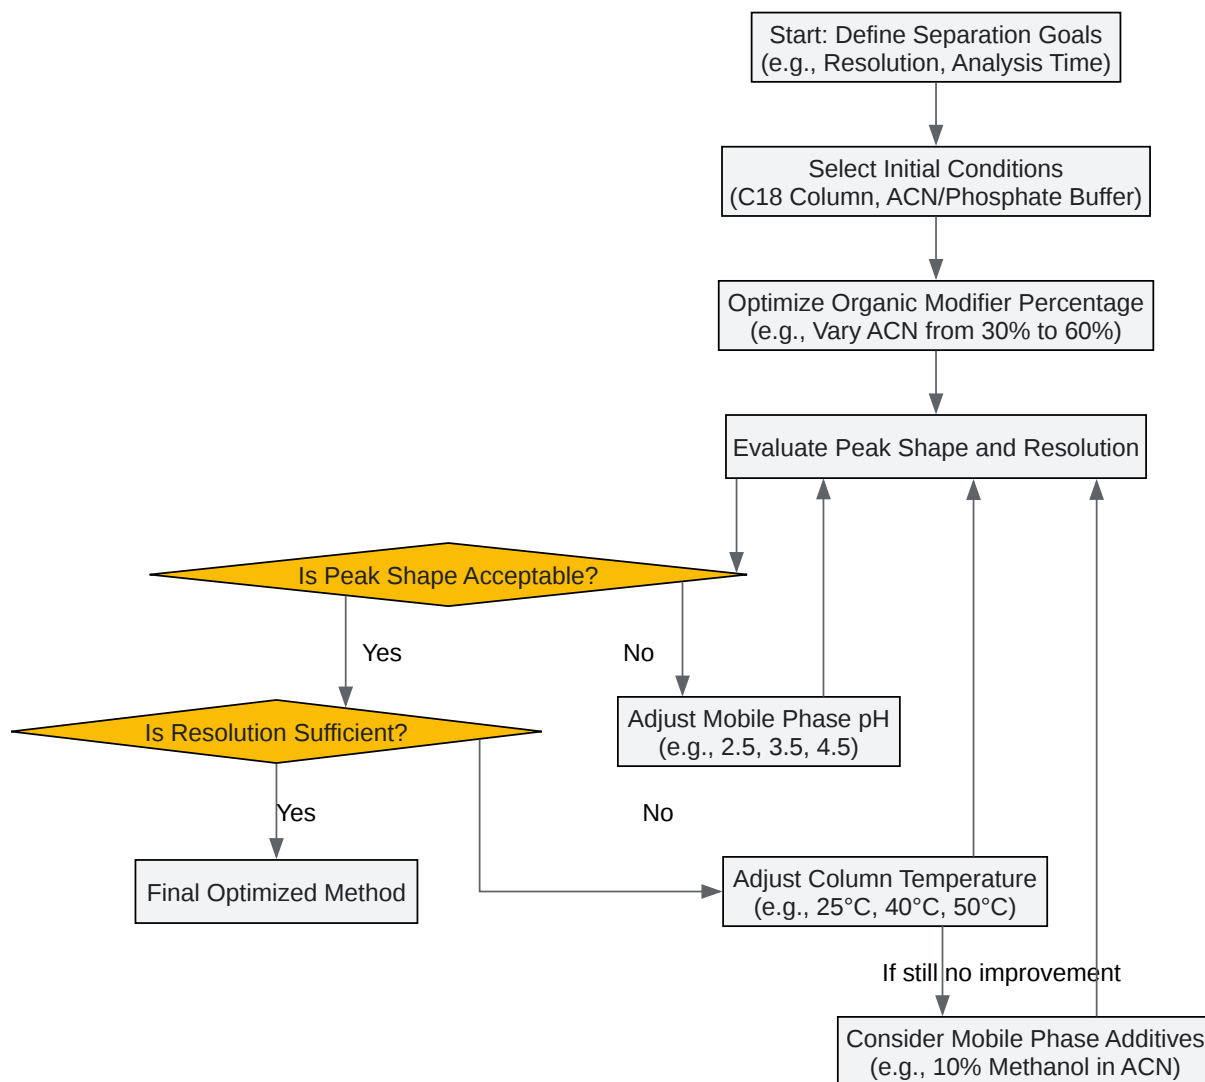 Start: Define Separation Goals
(e.g., Resolution, Analysis Time)
Select Initial Conditions
(C18 Column, ACN/Phosphate Buffer)
Optimize Organic Modifier Percentage
(e.g., Vary ACN from 30% to 60%)
Evaluate Peak Shape and Resolution
Is Peak Shape Acceptable?
Yes
No
Is Resolution Sufficient?
Adjust Mobile Phase pH
(e.g., 2.5, 3.5, 4.5)
Yes
No
Final Optimized Method
Adjust Column Temperature
(e.g., 25°C, 40°C, 50°C)
If still no improvement
Consider Mobile Phase Additives
(e.g., 10% Methanol in ACN)